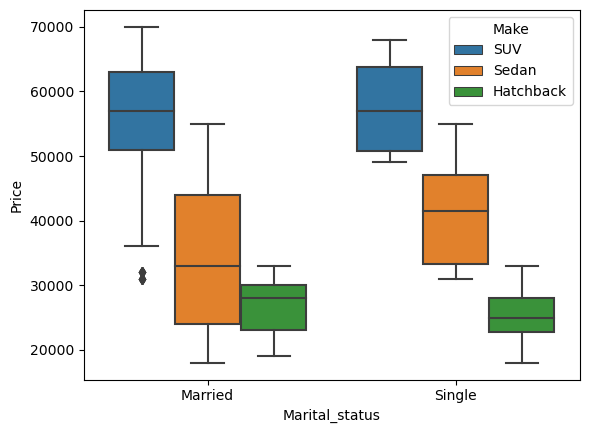 70000
60000
50000
40000
30000
20000
Price
Married
Single
Marital_status
Make
SUV
Sedan
Hatchback